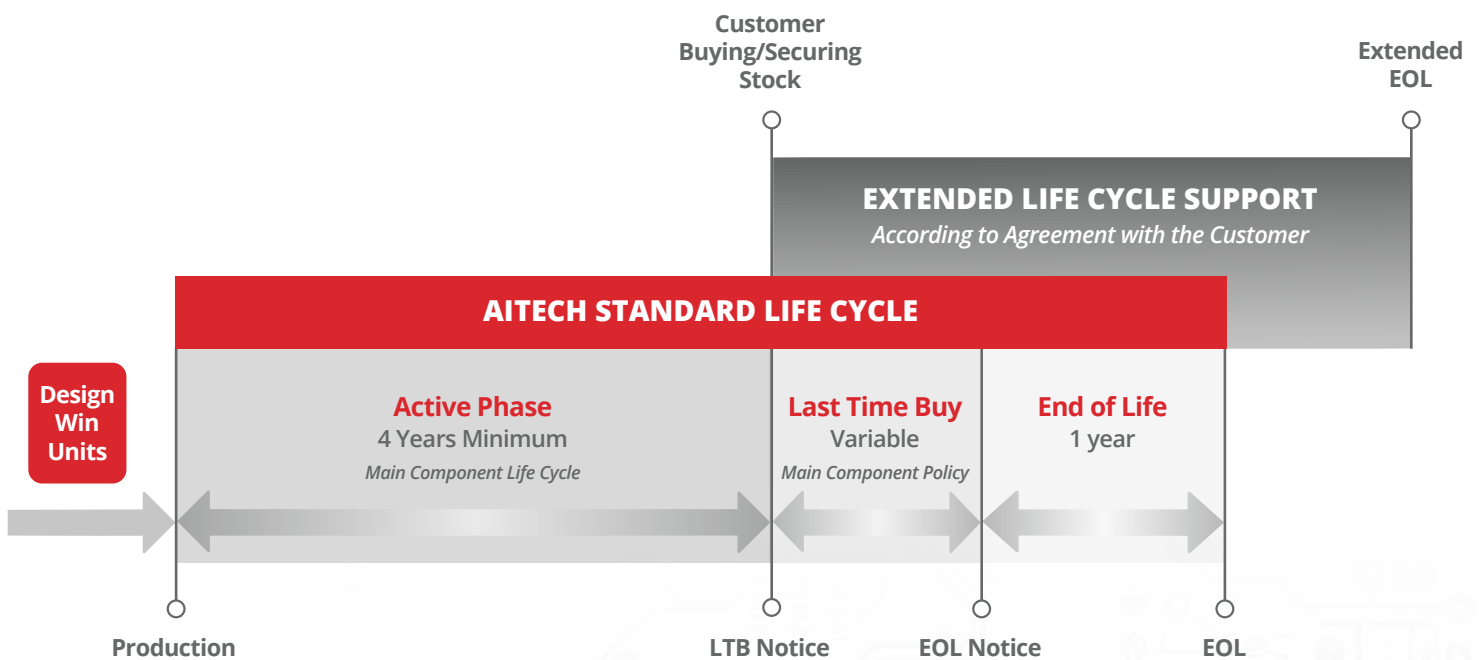 Customer
Buying/Securing
Stock
Extended
EOL
EXTENDED LIFE CYCLE SUPPORT
According to Agreement with the Customer
AITECH STANDARD LIFE CYCLE
Design
Win
Units
Active Phase
4 Years Minimum
Main Component Life Cycle
Last Time Buy
Variable
Main Component Policy
End of Life
1 year
Production
LTB Notice
EOL Notice
EOL